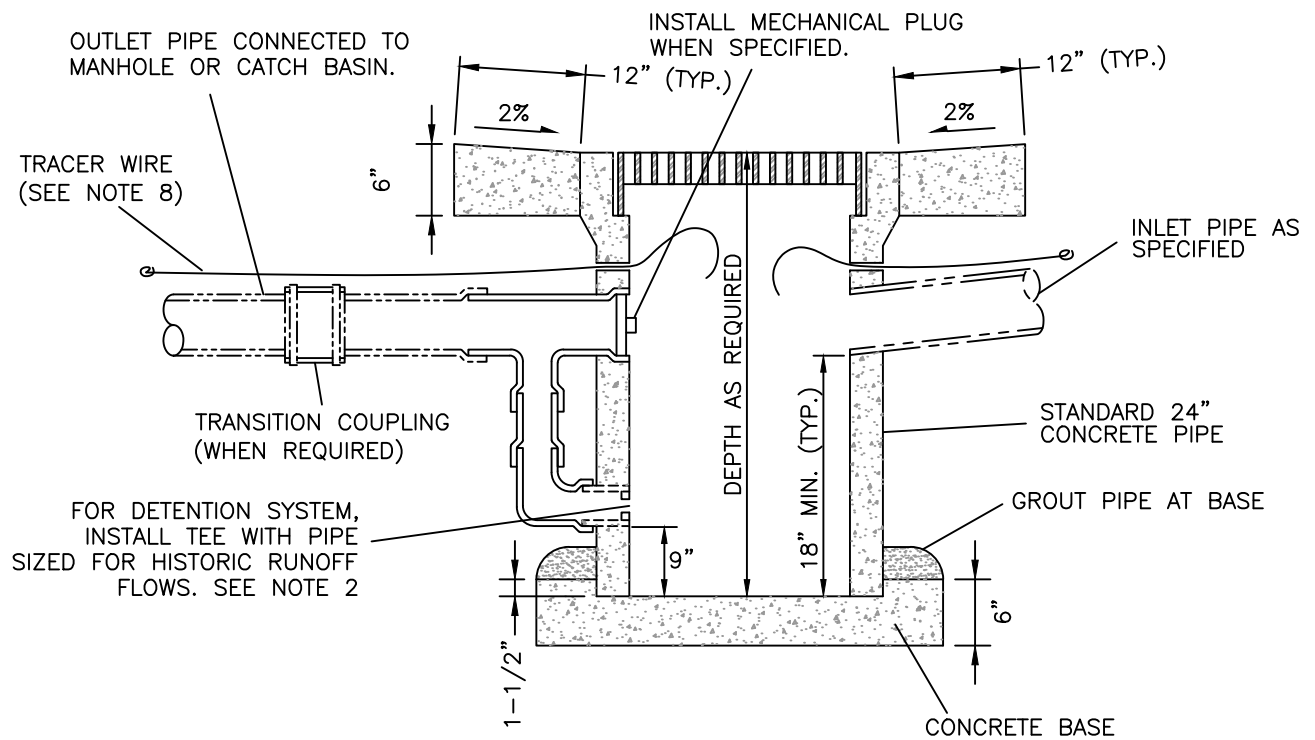 INSTALL MECHANICAL PLUG
WHEN SPECIFIED.
OUTLET PIPE CONNECTED TO
MANHOLE OR CATCH BASIN.
12" (TYP.)
12" (TYP.)
2%
2%
TRACER WIRE
(SEE NOTE 8)
6"
INLET PIPE AS
SPECIFIED
DEPTH AS REQUIRED
18" MIN. (TYP.)
TRANSITION COUPLING
(WHEN REQUIRED)
STANDARD 24"
CONCRETE PIPE
GROUT PIPE AT BASE
FOR DETENTION SYSTEM,
INSTALL TEE WITH PIPE
SIZED FOR HISTORIC RUNOFF
FLOWS. SEE NOTE 2
9"
6"
1-1/2"
CONCRETE BASE